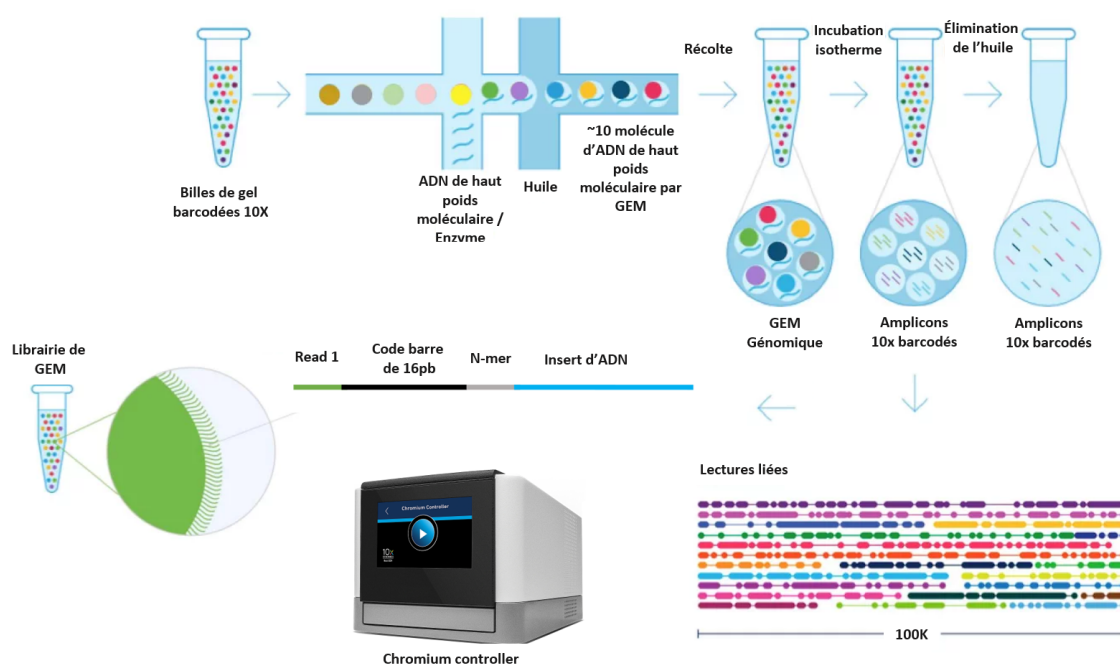 Billes de gel
barcodées 10X
ADN de haut
poids
moléculaire /
Enzyme
Huile
~10 molécule
d'ADN de haut
poids
moléculaire par
GEM
Récolte
Incubation
isotherme
Élimination
de l'huile
GEM
Génomique
Amplicons
10x barcodés
Amplicons
10x barcodés
Librairie de
GEM
Read 1
Code barre
de 16pb
N-mer
Insert d'ADN
Chromium Controller
10x
Chromium controller
Lectures liées
100K